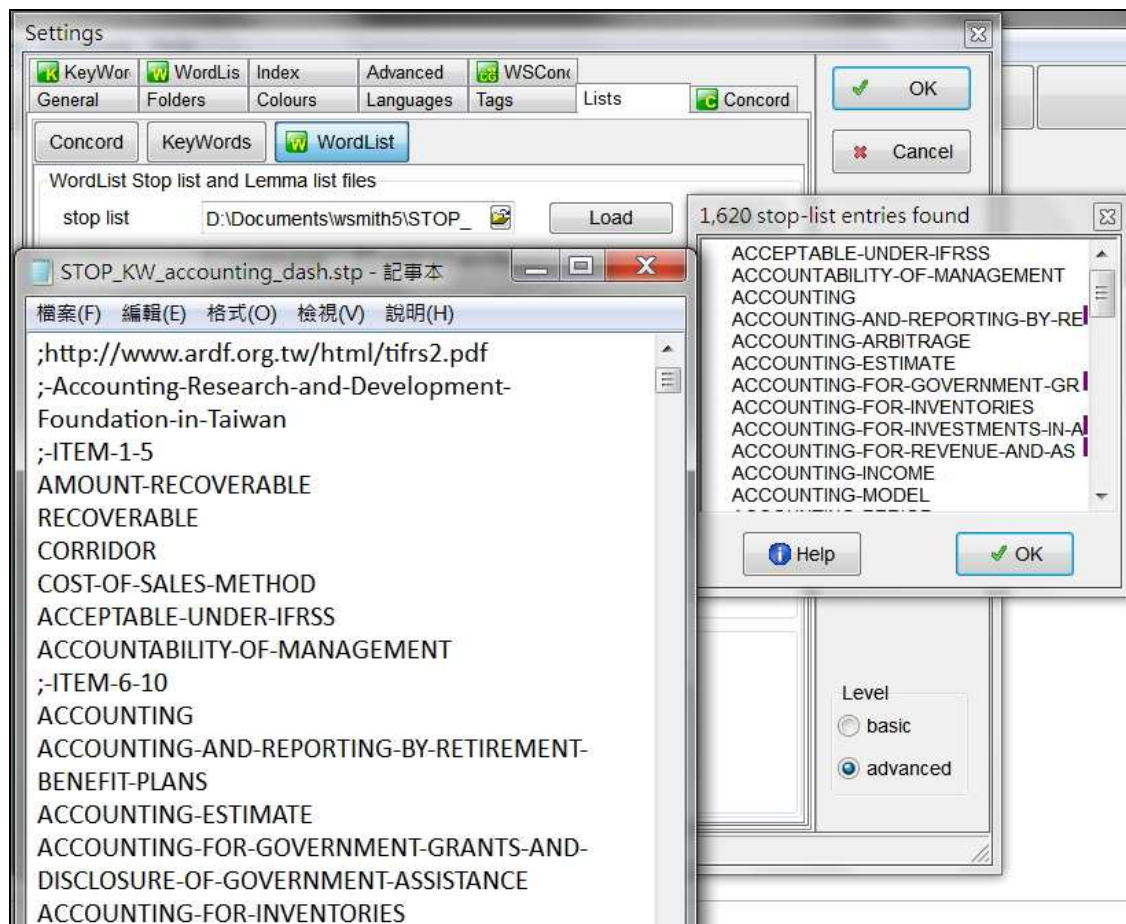 Settings
KeyWor WordLis Index Advanced WSConc
General Folders Colours Languages Tags Lists Concord
OK
Cancel
Concord KeyWords WordList
WordList Stop list and Lemma list files
stop list D:\Documents\wsmith5\STOP_ Load
1,620 stop-list entries found
ACCEPTABLE-UNDER-IFRSS
ACCOUNTABILITY-OF-MANAGEMENT
ACCOUNTING
ACCOUNTING-AND-REPORTING-BY-RE
ACCOUNTING-ARBITRAGE
ACCOUNTING-ESTIMATE
ACCOUNTING-FOR-GOVERNMENT-GR
ACCOUNTING-FOR-INVENTORIES
ACCOUNTING-FOR-INVESTMENTS-IN-A
ACCOUNTING-FOR-REVENUE-AND-AS
ACCOUNTING-INCOME
ACCOUNTING-MODEL
Help OK
STOP_KW_accounting_dash.stp - 記事本
檔案(F) 編輯(E) 格式(O) 檢視(V) 說明(H)
;http://www.ardf.org.tw/html/tifrs2.pdf
;-Accounting-Research-and-Development-
Foundation-in-Taiwan
;-ITEM-1-5
AMOUNT-RECOVERABLE
RECOVERABLE
CORRIDOR
COST-OF-SALES-METHOD
ACCEPTABLE-UNDER-IFRSS
ACCOUNTABILITY-OF-MANAGEMENT
;-ITEM-6-10
ACCOUNTING
ACCOUNTING-AND-REPORTING-BY-RETIREMENT-
BENEFIT-PLANS
ACCOUNTING-ESTIMATE
ACCOUNTING-FOR-GOVERNMENT-GRANTS-AND-
DISCLOSURE-OF-GOVERNMENT-ASSISTANCE
ACCOUNTING-FOR-INVENTORIES
Level
basic
advanced